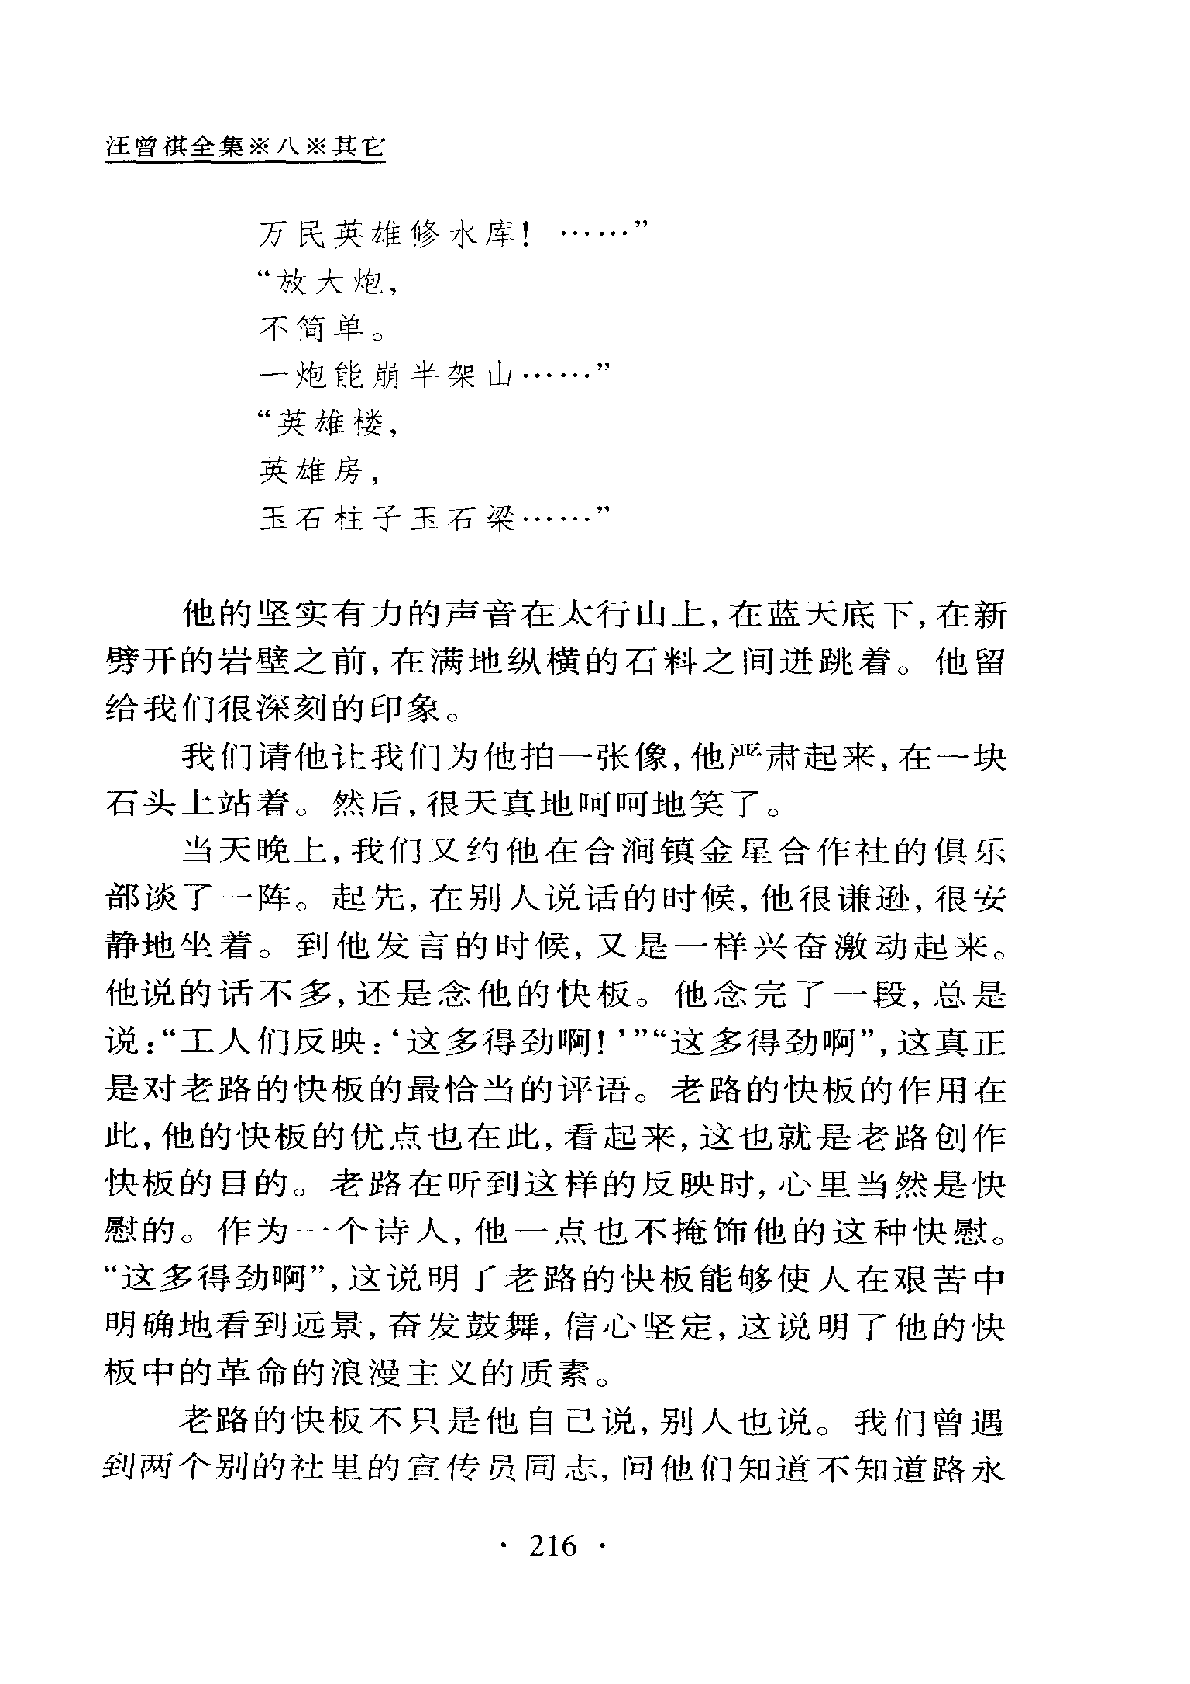 汪曾祺全集※八※其它
万民英雄修水库！……”
“放大炮，
不简单。
一炮能崩半架山……”
“英雄楼，
英雄房，
玉石柱子玉石梁……”
他的坚实有力的声音在太行山上，在蓝天底下，在新
劈开的岩壁之前，在满地纵横的石料之间迸跳着。他留
给我们很深刻的印象。
我们请他让我们为他拍一张像，他严肃起来，在一块
石头上站着。然后，很天真地呵呵地笑了。
当天晚上，我们又约他在合涧镇金星合作社的俱乐
部谈了一阵。起先，在别人说话的时候，他很谦逊，很安
静地坐着。到他发言的时候，又是一样兴奋激动起来。
他说的话不多，还是念他的快板。他念完了一段，总是
说：“工人们反映：‘这多得劲啊！’”“这多得劲啊”，这真正
是对老路的快板的最恰当的评语。老路的快板的作用在
此，他的快板的优点也在此，看起来，这也就是老路创作
快板的目的。老路在听到这样的反映时，心里当然是快
慰的。作为一个诗人，他一点也不掩饰他的这种快慰。
“这多得劲啊”，这说明了老路的快板能够使人在艰苦中
明确地看到远景，奋发鼓舞，信心坚定，这说明了他的快
板中的革命的浪漫主义的质素。
老路的快板不只是他自己说，别人也说。我们曾遇
到两个别的社里的宣传员同志，问他们知道不知道路永
· 216 ·